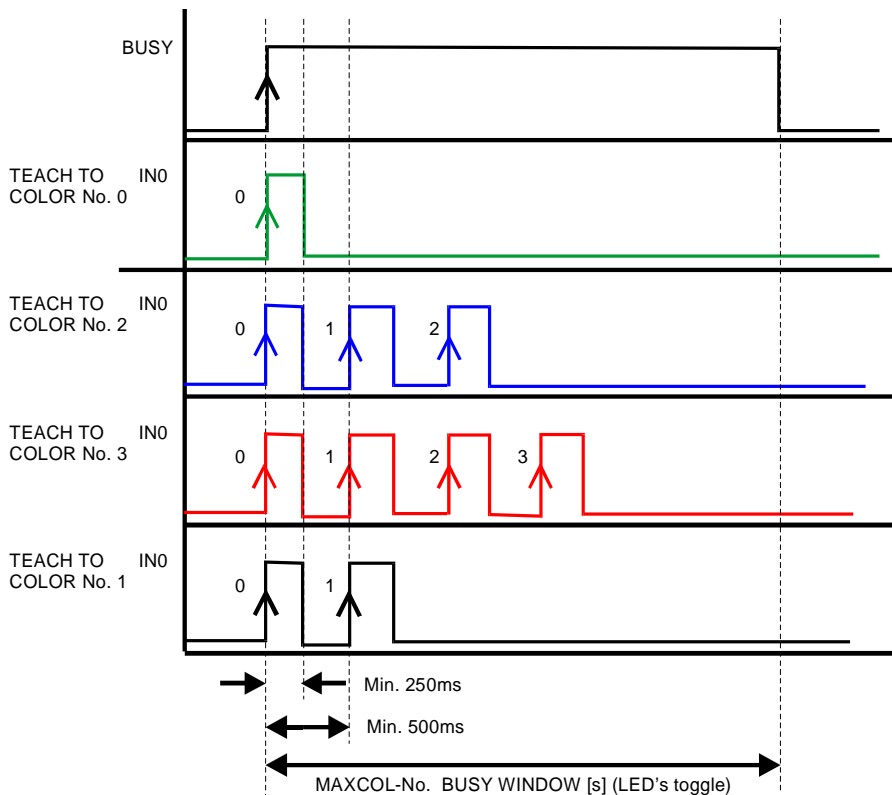 BUSY
TEACH TO IN0
COLOR No. 0
0
TEACH TO IN0
COLOR No. 2
0 1 2
TEACH TO IN0
COLOR No. 3
0 1 2 3
TEACH TO IN0
COLOR No. 1
0 1
Min. 250ms
Min. 500ms
MAXCOL-No. BUSY WINDOW [s] (LED's toggle)